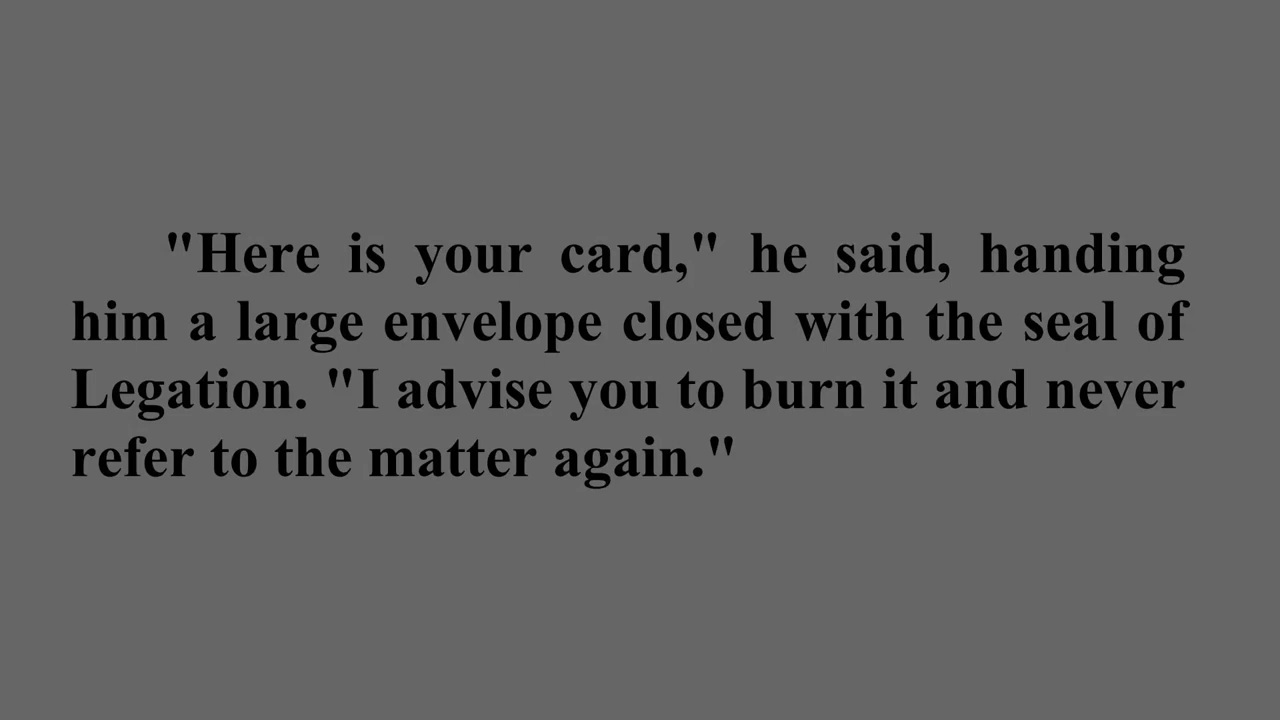 "Here is your card," he said, handing
him a large envelope closed with the seal of
Legation. "I advise you to burn it and never
refer to the matter again."